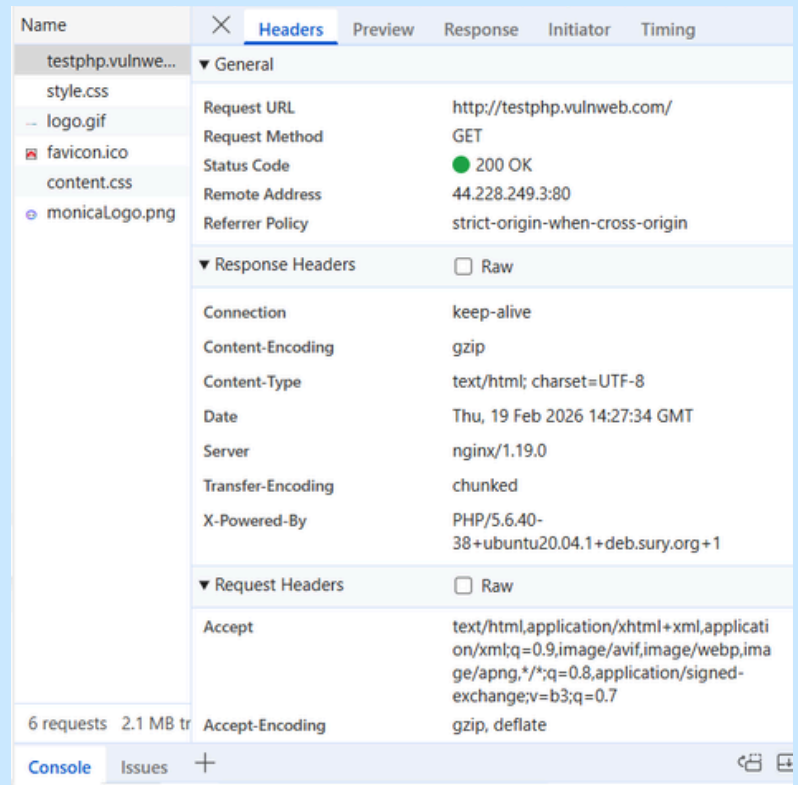 Name
testphp.vulnwe...
style.css
logo.gif
favicon.ico
content.css
monicaLogo.png
6 requests 2.1 MB tr
Headers Preview Response Initiator Timing
▼ General
Request URL http://testphp.vulnweb.com/
Request Method GET
Status Code 200 OK
Remote Address 44.228.249.3:80
Referrer Policy strict-origin-when-cross-origin
▼ Response Headers Raw
Connection keep-alive
Content-Encoding gzip
Content-Type text/html; charset=UTF-8
Date Thu, 19 Feb 2026 14:27:34 GMT
Server nginx/1.19.0
Transfer-Encoding chunked
X-Powered-By PHP/5.6.40-
38+ubuntu20.04.1+deb.sury.org+1
▼ Request Headers Raw
Accept text/html,application/xhtml+xml,applicati
on/xml;q=0.9,image/avif,image/webp,ima
ge/apng,*/*;q=0.8,application/signed-
exchange;v=b3;q=0.7
Accept-Encoding gzip, deflate
Console Issues +